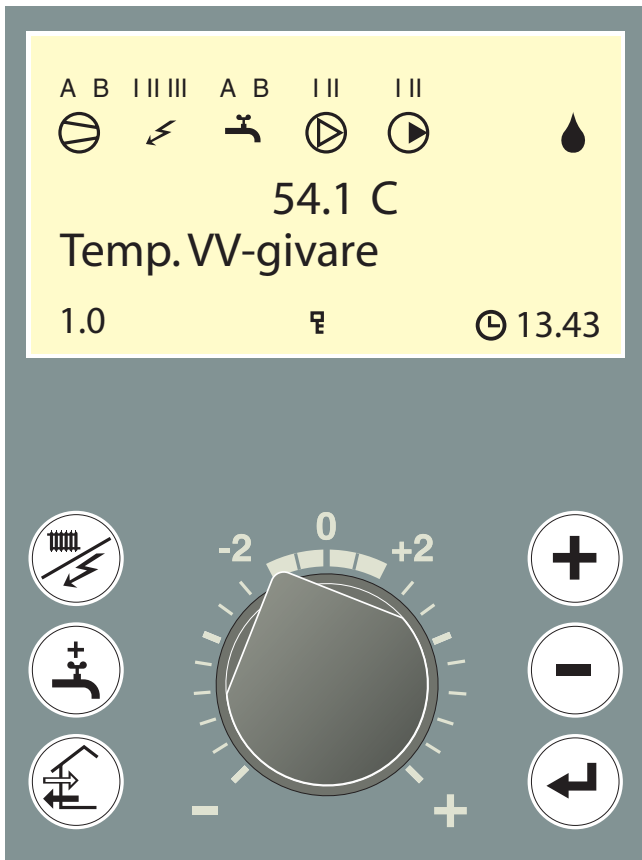 A B I II III A B I II I II
54.1 C
Temp. VV-givare
1.0 13.43
0
-2 +2
+
- +